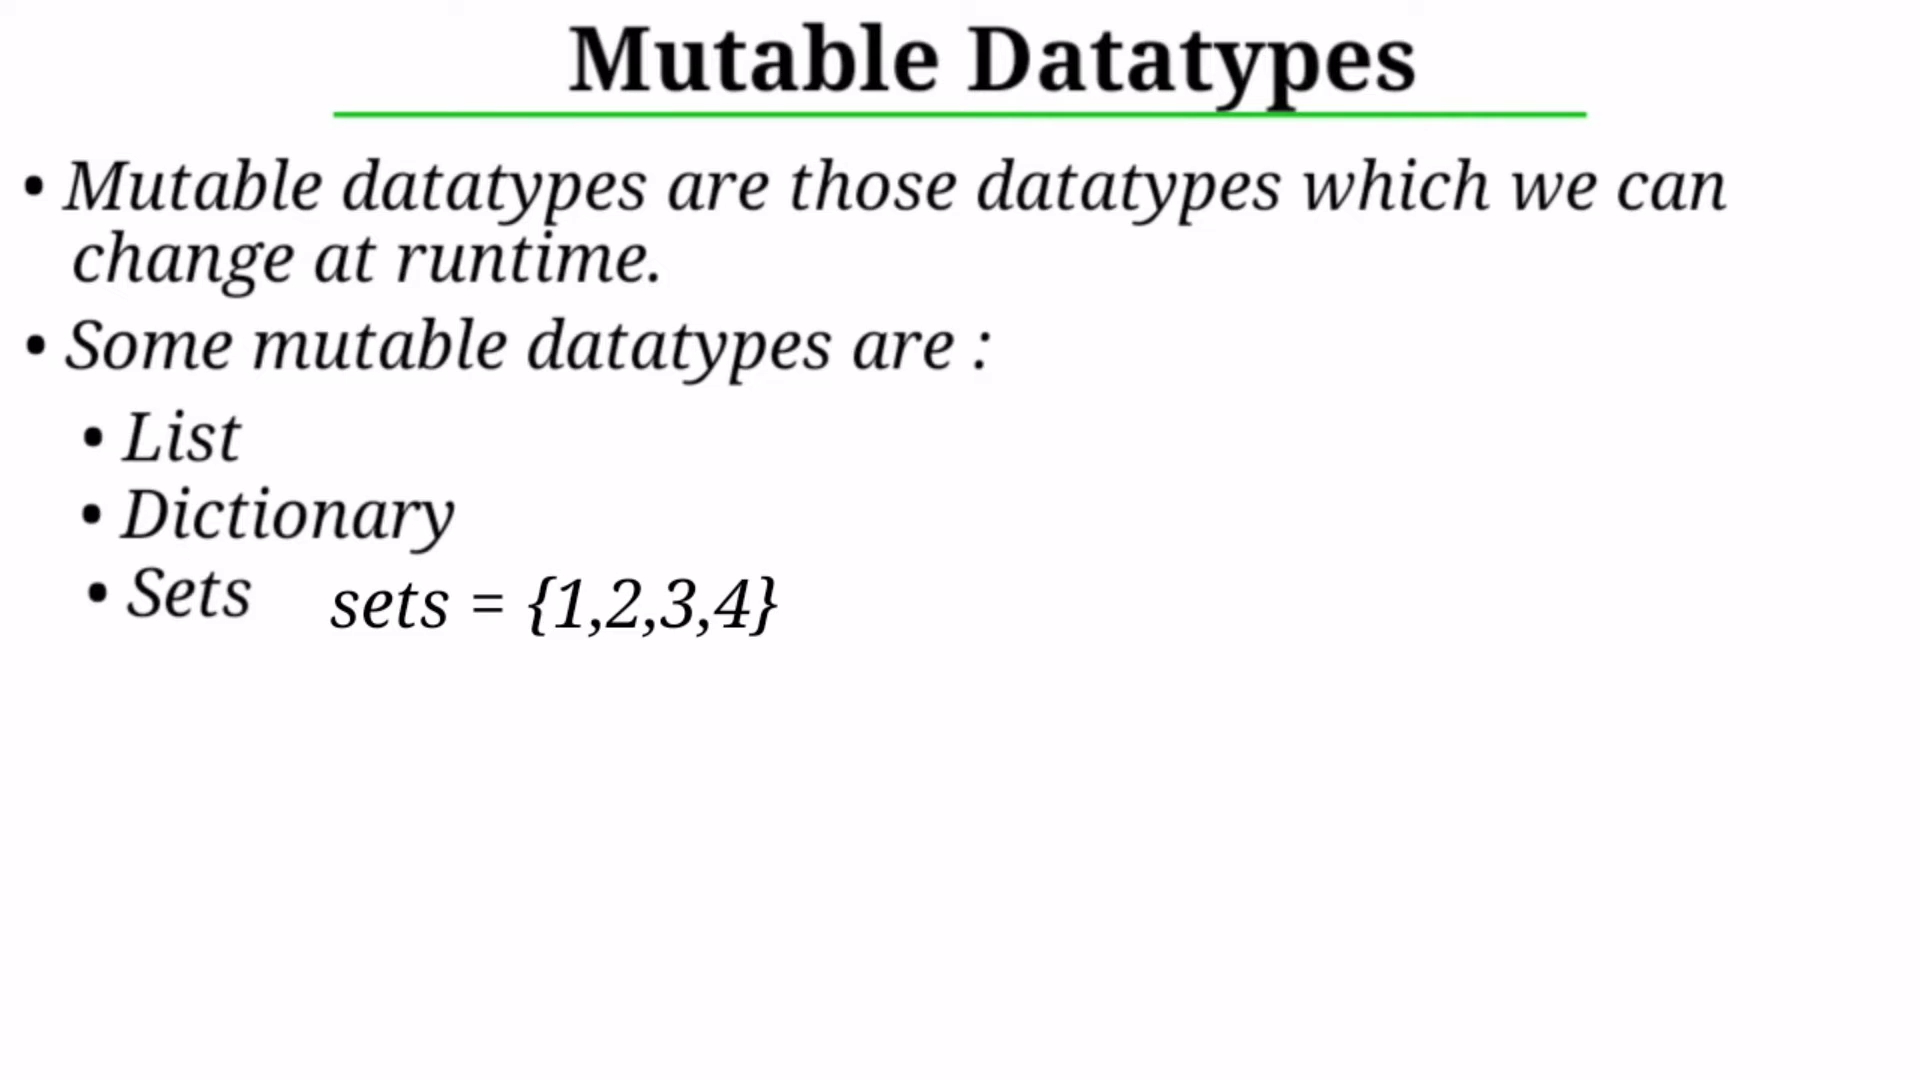 Mutable Datatypes
• Mutable datatypes are those datatypes which we can
change at runtime.
• Some mutable datatypes are :
• List
• Dictionary
• Sets sets = {1,2,3,4}